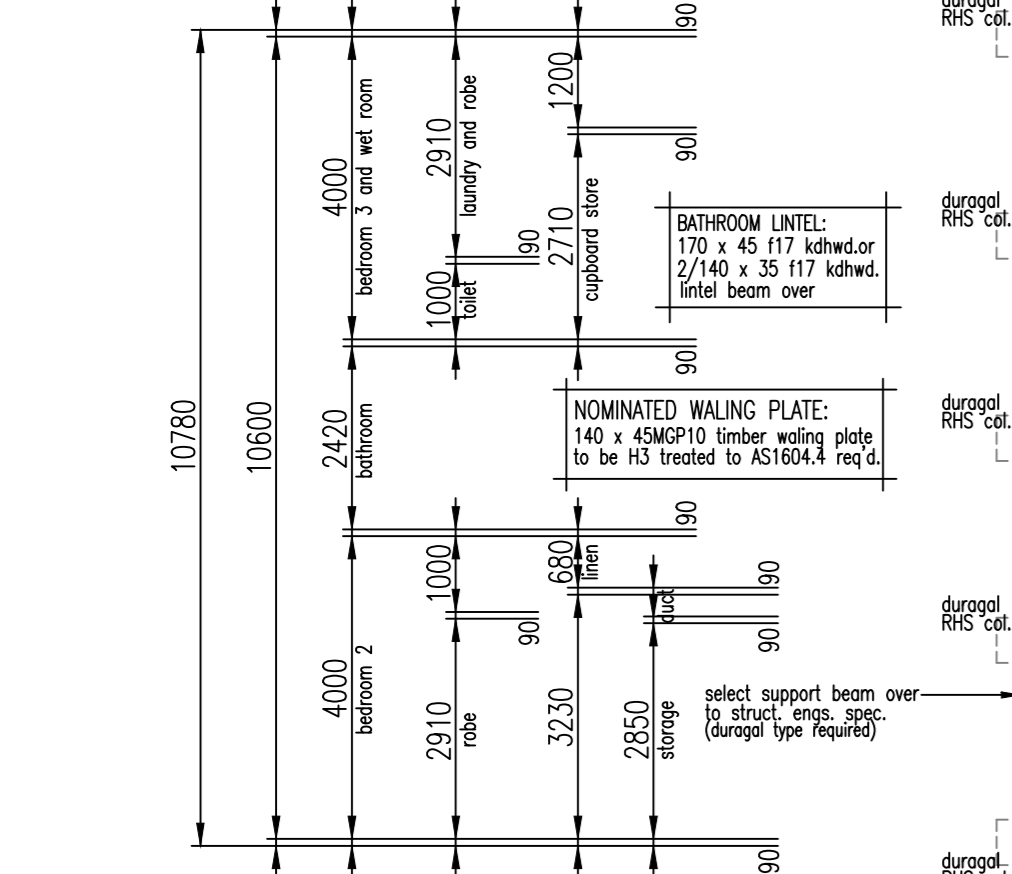 10780
10600
4000
bedroom 3 and wet room
2420
bathroom
4000
bedroom 2
2910
laundry and robe
90
1000
toilet
1000
90
2910
robe
90
1200
90
2710
cupboard store
90
90
680
linen
3230
90
duct
90
2850
storage
90
BATHROOM LINTEL:
170 x 45 f17 kdhwd.or
2/140 x 35 f17 kdhwd.
lintel beam over
NOMINATED WALING PLATE:
140 x 45MGP10 timber waling plate
to be H3 treated to AS1604.4 req'd.
select support beam over
to struct. engs. spec.
(duragal type required)
duragal
RHS col.
duragal
RHS col.
duragal
RHS col.
duragal
RHS col.
duragal